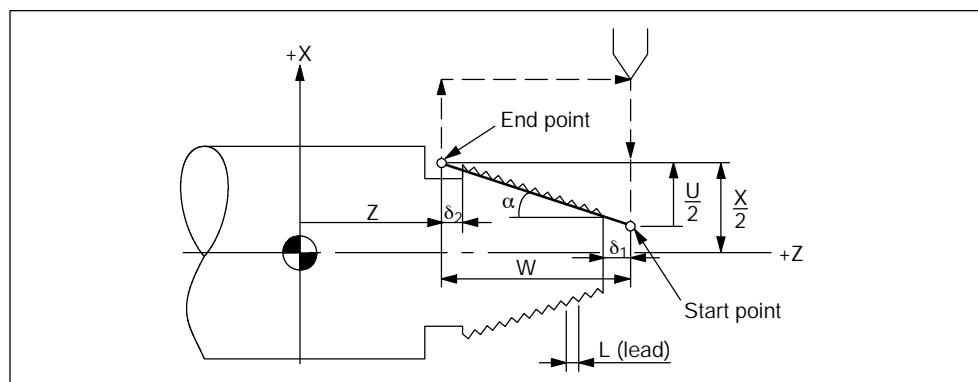 +X
End point
U
2
X
2
α
Z
δ2
δ1
+Z
W
Start point
L (lead)